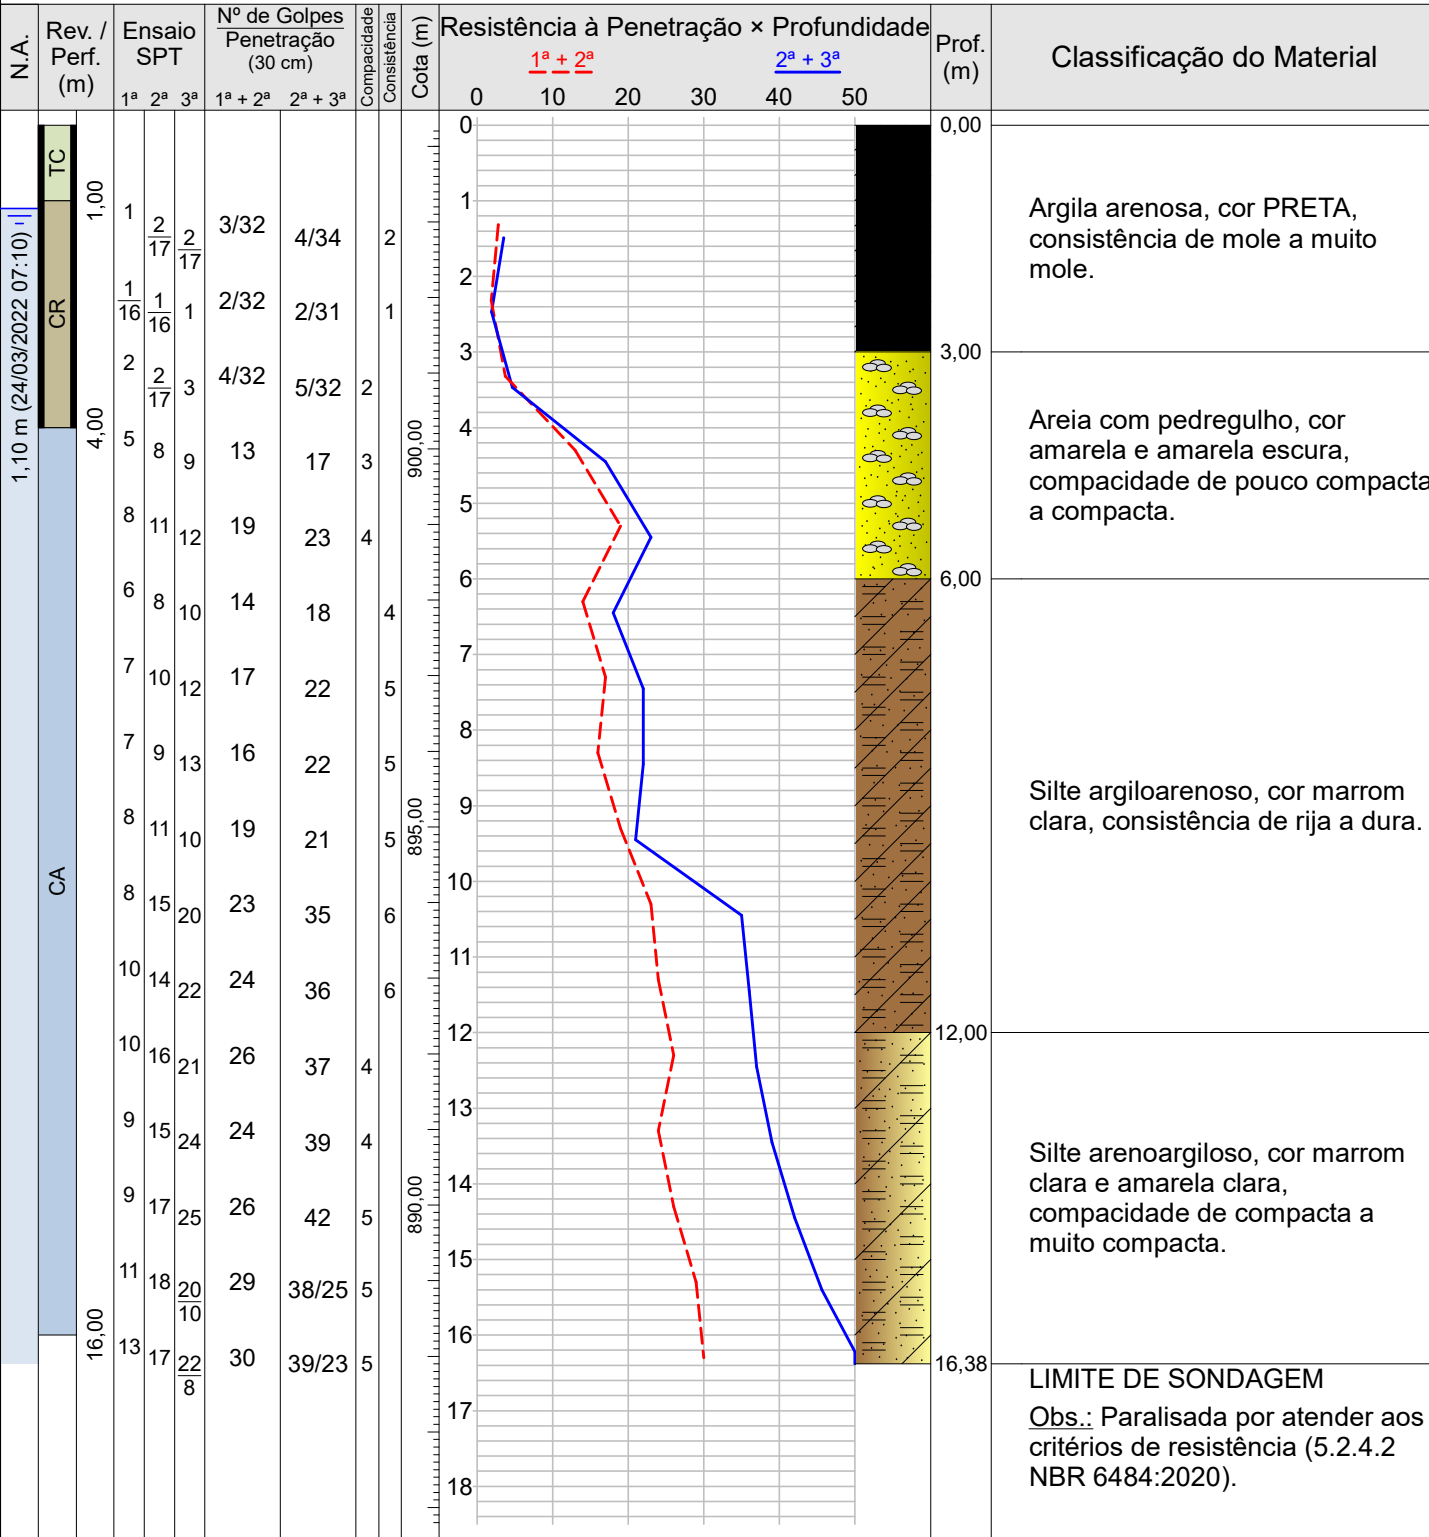 N.A.
Rev. /
Perf.
(m)
Ensaio
SPT
1ª 2ª 3ª
Nº de Golpes
Penetração
(30 cm)
1ª + 2ª 2ª + 3ª
Compacidade
Consistência
Cota (m)
Resistência à Penetração × Profundidade
1ª + 2ª 2ª + 3ª
0 10 20 30 40 50
Prof.
(m)
Classificação do Material
1,10 m (24/03/2022 07:10)
TC
CR
CA
1,00
4,00
16,00
1 2/17 2/17 3/32 4/34 2
1/16 1/16 1 2/32 2/31 1
2 2/17 3 4/32 5/32 2
5 8 9 13 17 3
8 11 12 19 23 4
6 8 10 14 18 4
7 10 12 17 22 5
7 9 13 16 22 5
8 11 10 19 21 5
8 15 20 23 35 6
10 14 22 24 36 6
10 16 21 26 37 4
9 15 24 24 39 4
9 17 25 26 42 5
11 18 20/10 29 38/25 5
13 17 22/8 30 39/23 5
900,00
895,00
890,00
0
1
2
3
4
5
6
7
8
9
10
11
12
13
14
15
16
17
18
0,00
Argila arenosa, cor PRETA,
consistência de mole a muito
mole.
3,00
Areia com pedregulho, cor
amarela e amarela escura,
compacidade de pouco compacta
a compacta.
6,00
Silte argiloarenoso, cor marrom
clara, consistência de rija a dura.
12,00
Silte arenoargiloso, cor marrom
clara e amarela clara,
compacidade de compacta a
muito compacta.
16,38
LIMITE DE SONDAGEM
Obs.: Paralisada por atender aos
critérios de resistência (5.2.4.2
NBR 6484:2020).